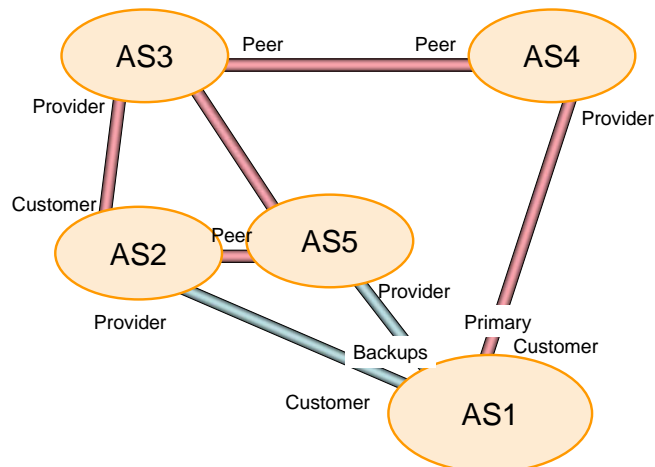 Peer
Peer
AS3
AS4
Provider
Provider
Customer
Peer
AS2
AS5
Provider
Provider
Primary
Backups
Customer
Customer
AS1